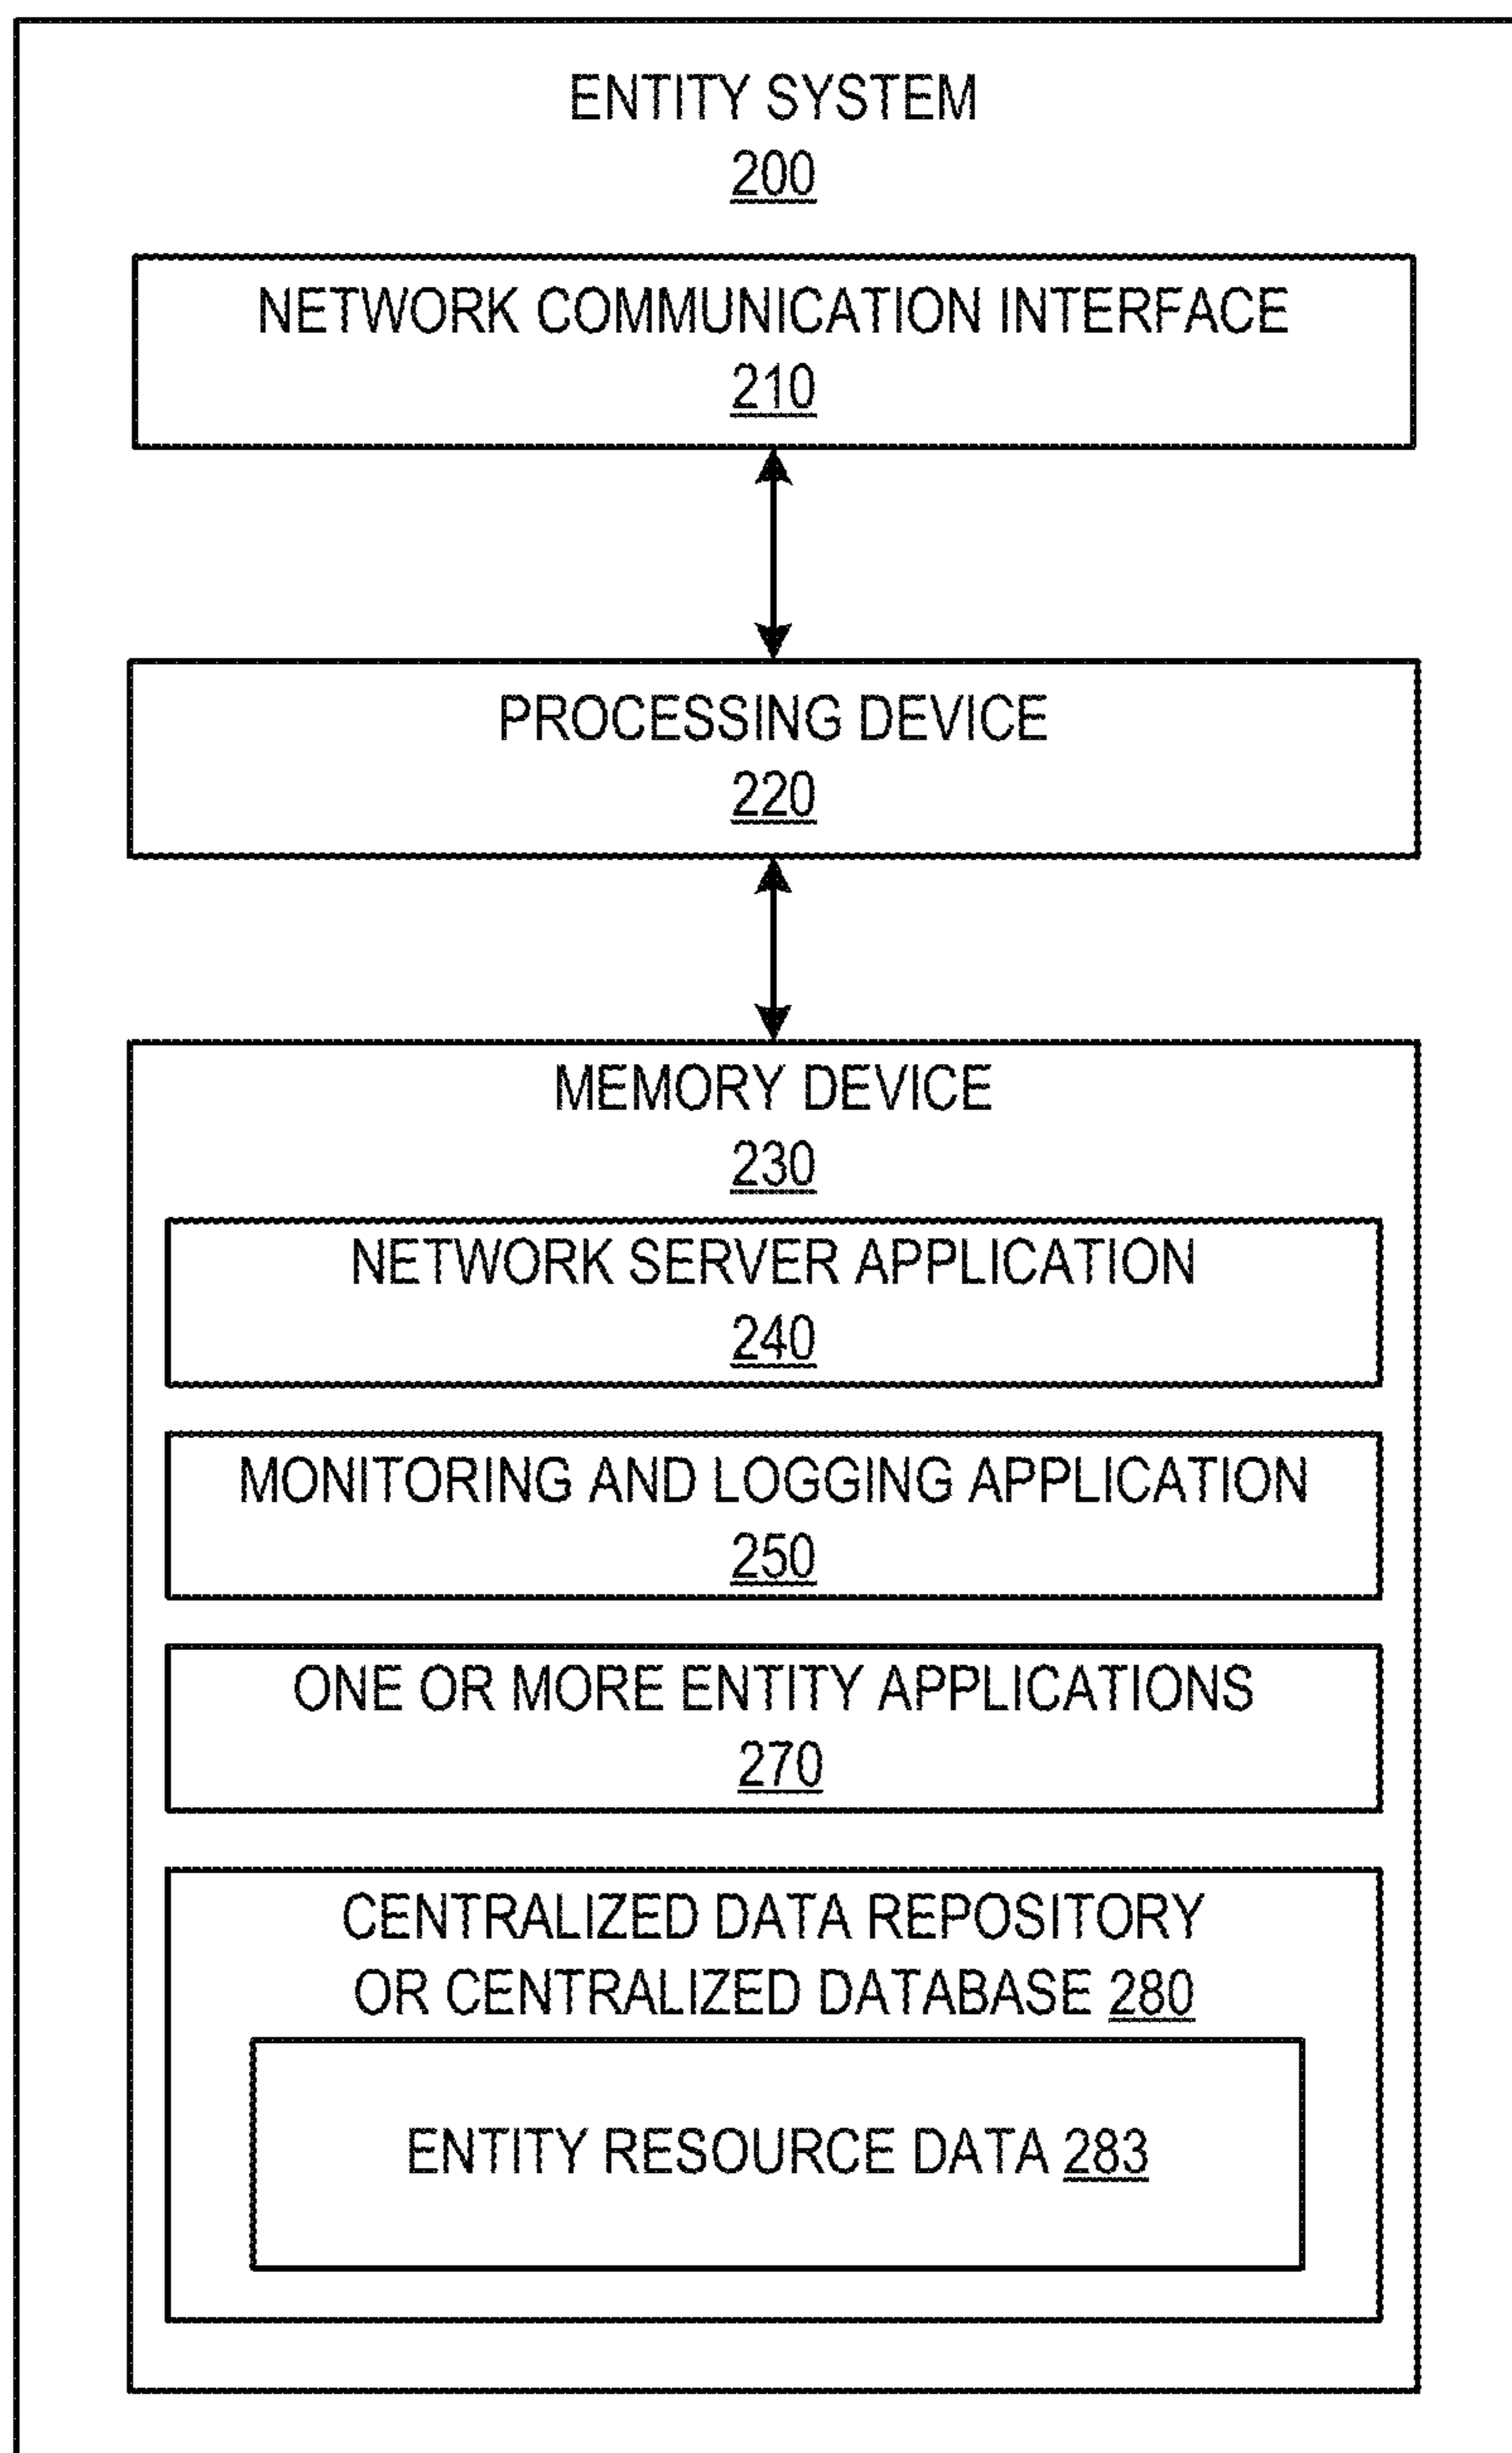 ENTITY SYSTEM
200
NETWORK COMMUNICATION INTERFACE
210
PROCESSING DEVICE
220
MEMORY DEVICE
230
NETWORK SERVER APPLICATION
240
MONITORING AND LOGGING APPLICATION
250
ONE OR MORE ENTITY APPLICATIONS
270
CENTRALIZED DATA REPOSITORY
OR CENTRALIZED DATABASE 280
ENTITY RESOURCE DATA 283